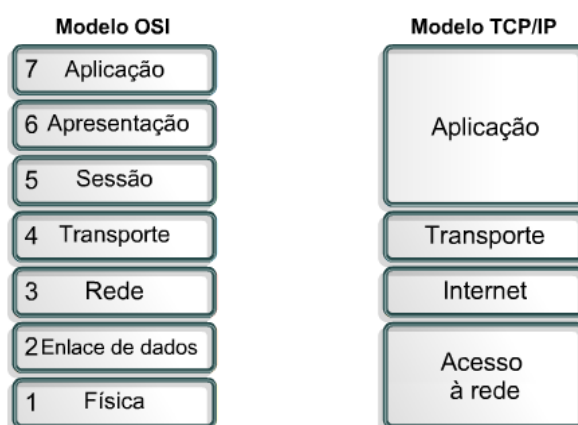 Modelo OSI
7 Aplicação
6 Apresentação
5 Sessão
4 Transporte
3 Rede
2 Enlace de dados
1 Física
Modelo TCP/IP
Aplicação
Transporte
Internet
Acesso
à rede